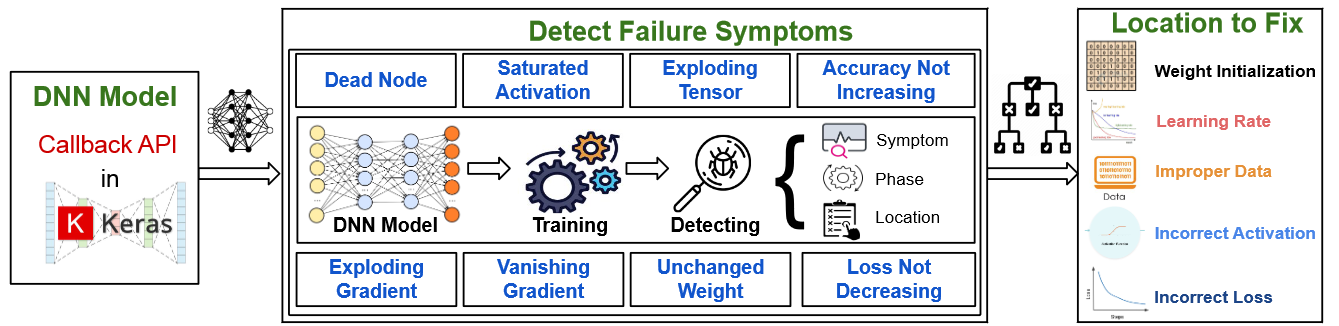 DNN Model
Callback API
in
K Keras
Detect Failure Symptoms
Dead Node
Saturated
Activation
Exploding
Tensor
Accuracy Not
Increasing
DNN Model
Training
Detecting
Symptom
Phase
Location
Exploding
Gradient
Vanishing
Gradient
Unchanged
Weight
Loss Not
Decreasing
Location to Fix
Weight Initialization
Learning Rate
Improper Data
Data
Incorrect Activation
Incorrect Loss